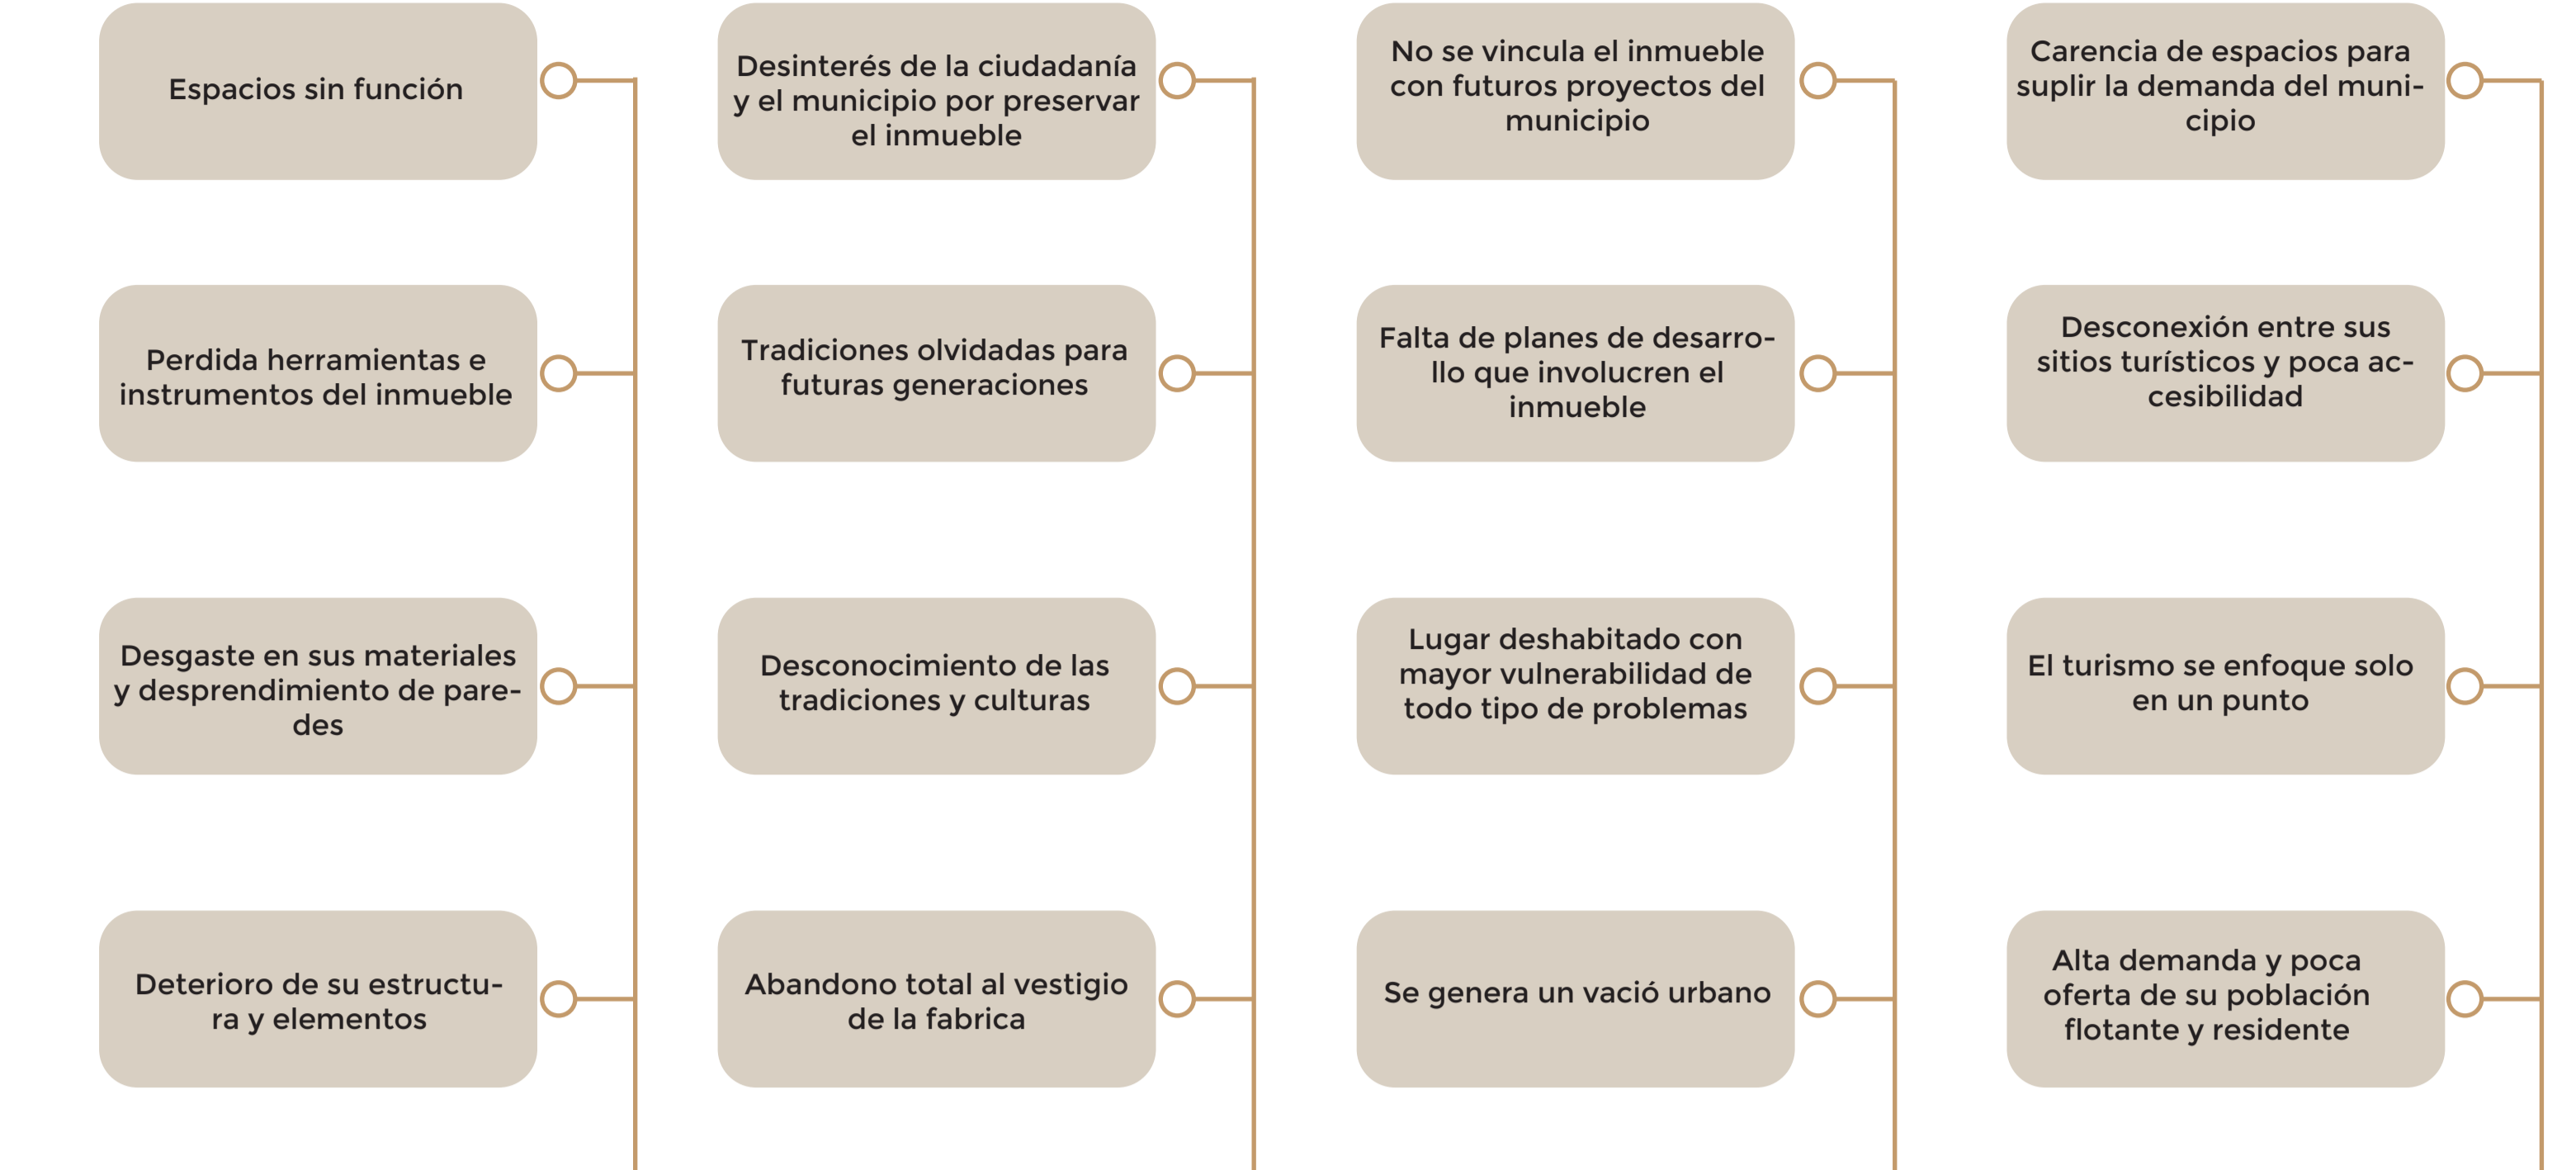 Espacios sin función
Desinterés de la ciudadanía
y el municipio por preservar
el inmueble
No se vincula el inmueble
con futuros proyectos del
municipio
Carencia de espacios para
suplir la demanda del muni-
cipio
Perdida herramientas e
instrumentos del inmueble
Tradiciones olvidadas para
futuras generaciones
Falta de planes de desarro-
llo que involucren el
inmueble
Desconexión entre sus
sitios turísticos y poca ac-
cesibilidad
Desgaste en sus materiales
y desprendimiento de pare-
des
Desconocimiento de las
tradiciones y culturas
Lugar deshabitado con
mayor vulnerabilidad de
todo tipo de problemas
El turismo se enfoque solo
en un punto
Deterioro de su estructu-
ra y elementos
Abandono total al vestigio
de la fabrica
Se genera un vació urbano
Alta demanda y poca
oferta de su población
flotante y residente